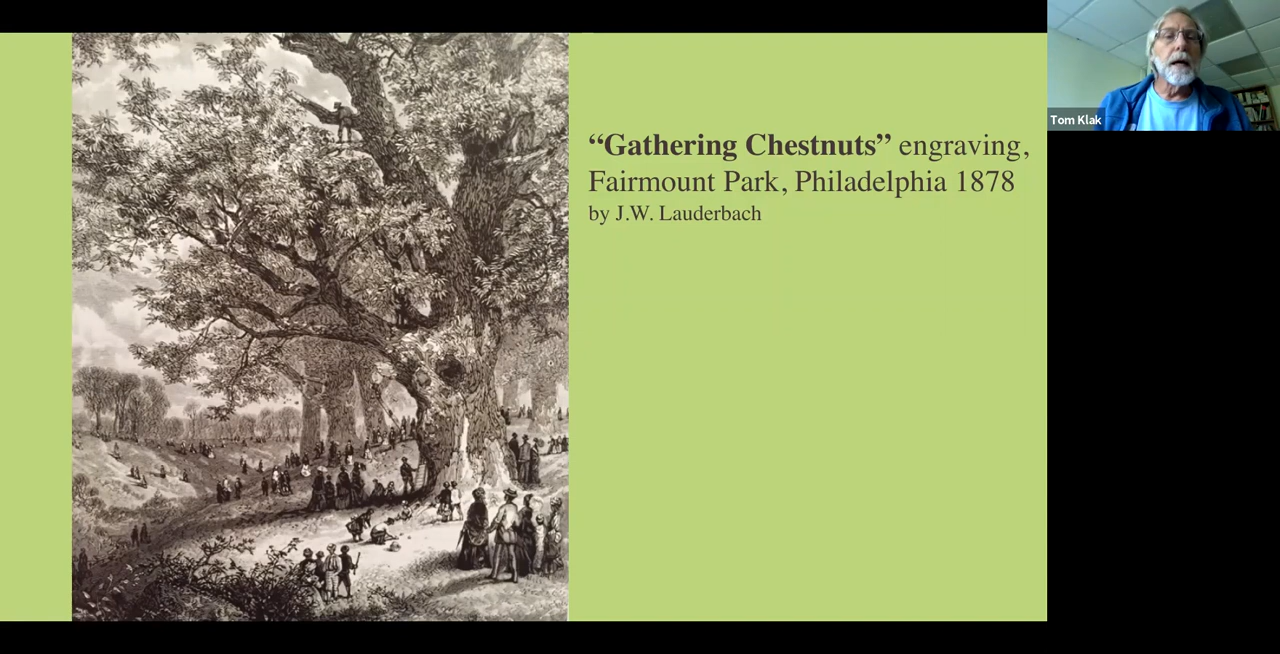 “Gathering Chestnuts” engraving,
Fairmount Park, Philadelphia 1878
by J.W. Lauderbach
Tom Klak